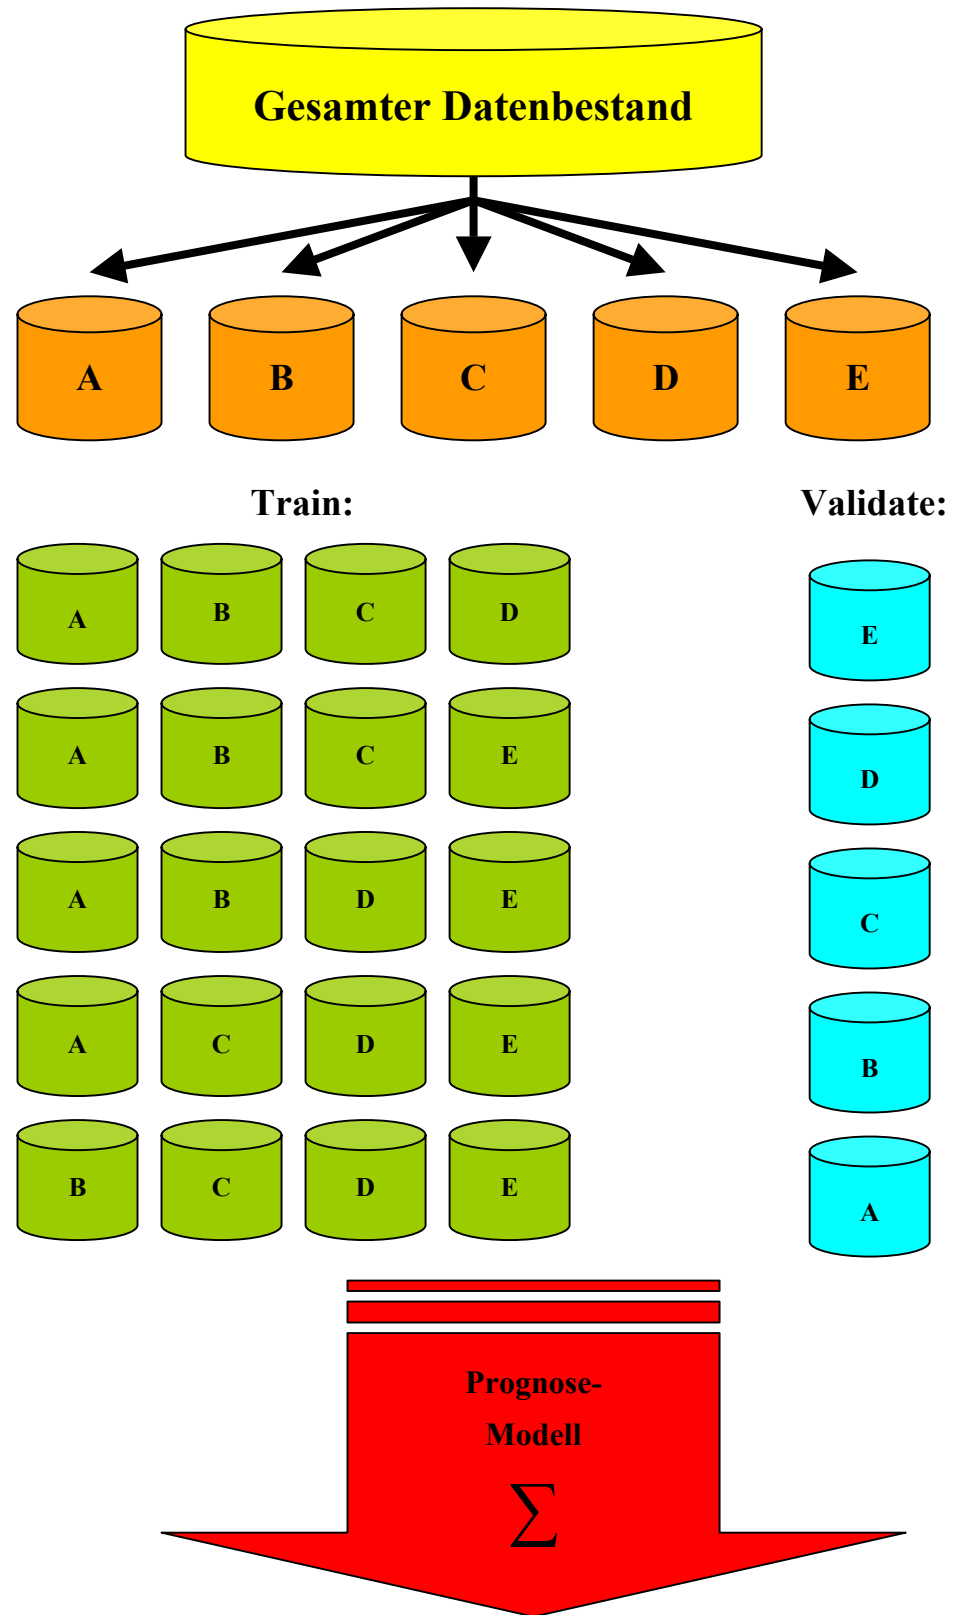 Gesamter Datenbestand
A B C D E
Train: Validate:
A B C D E
A B C E D
A B D E C
A C D E B
B C D E A
Prognose-
Modell
∑